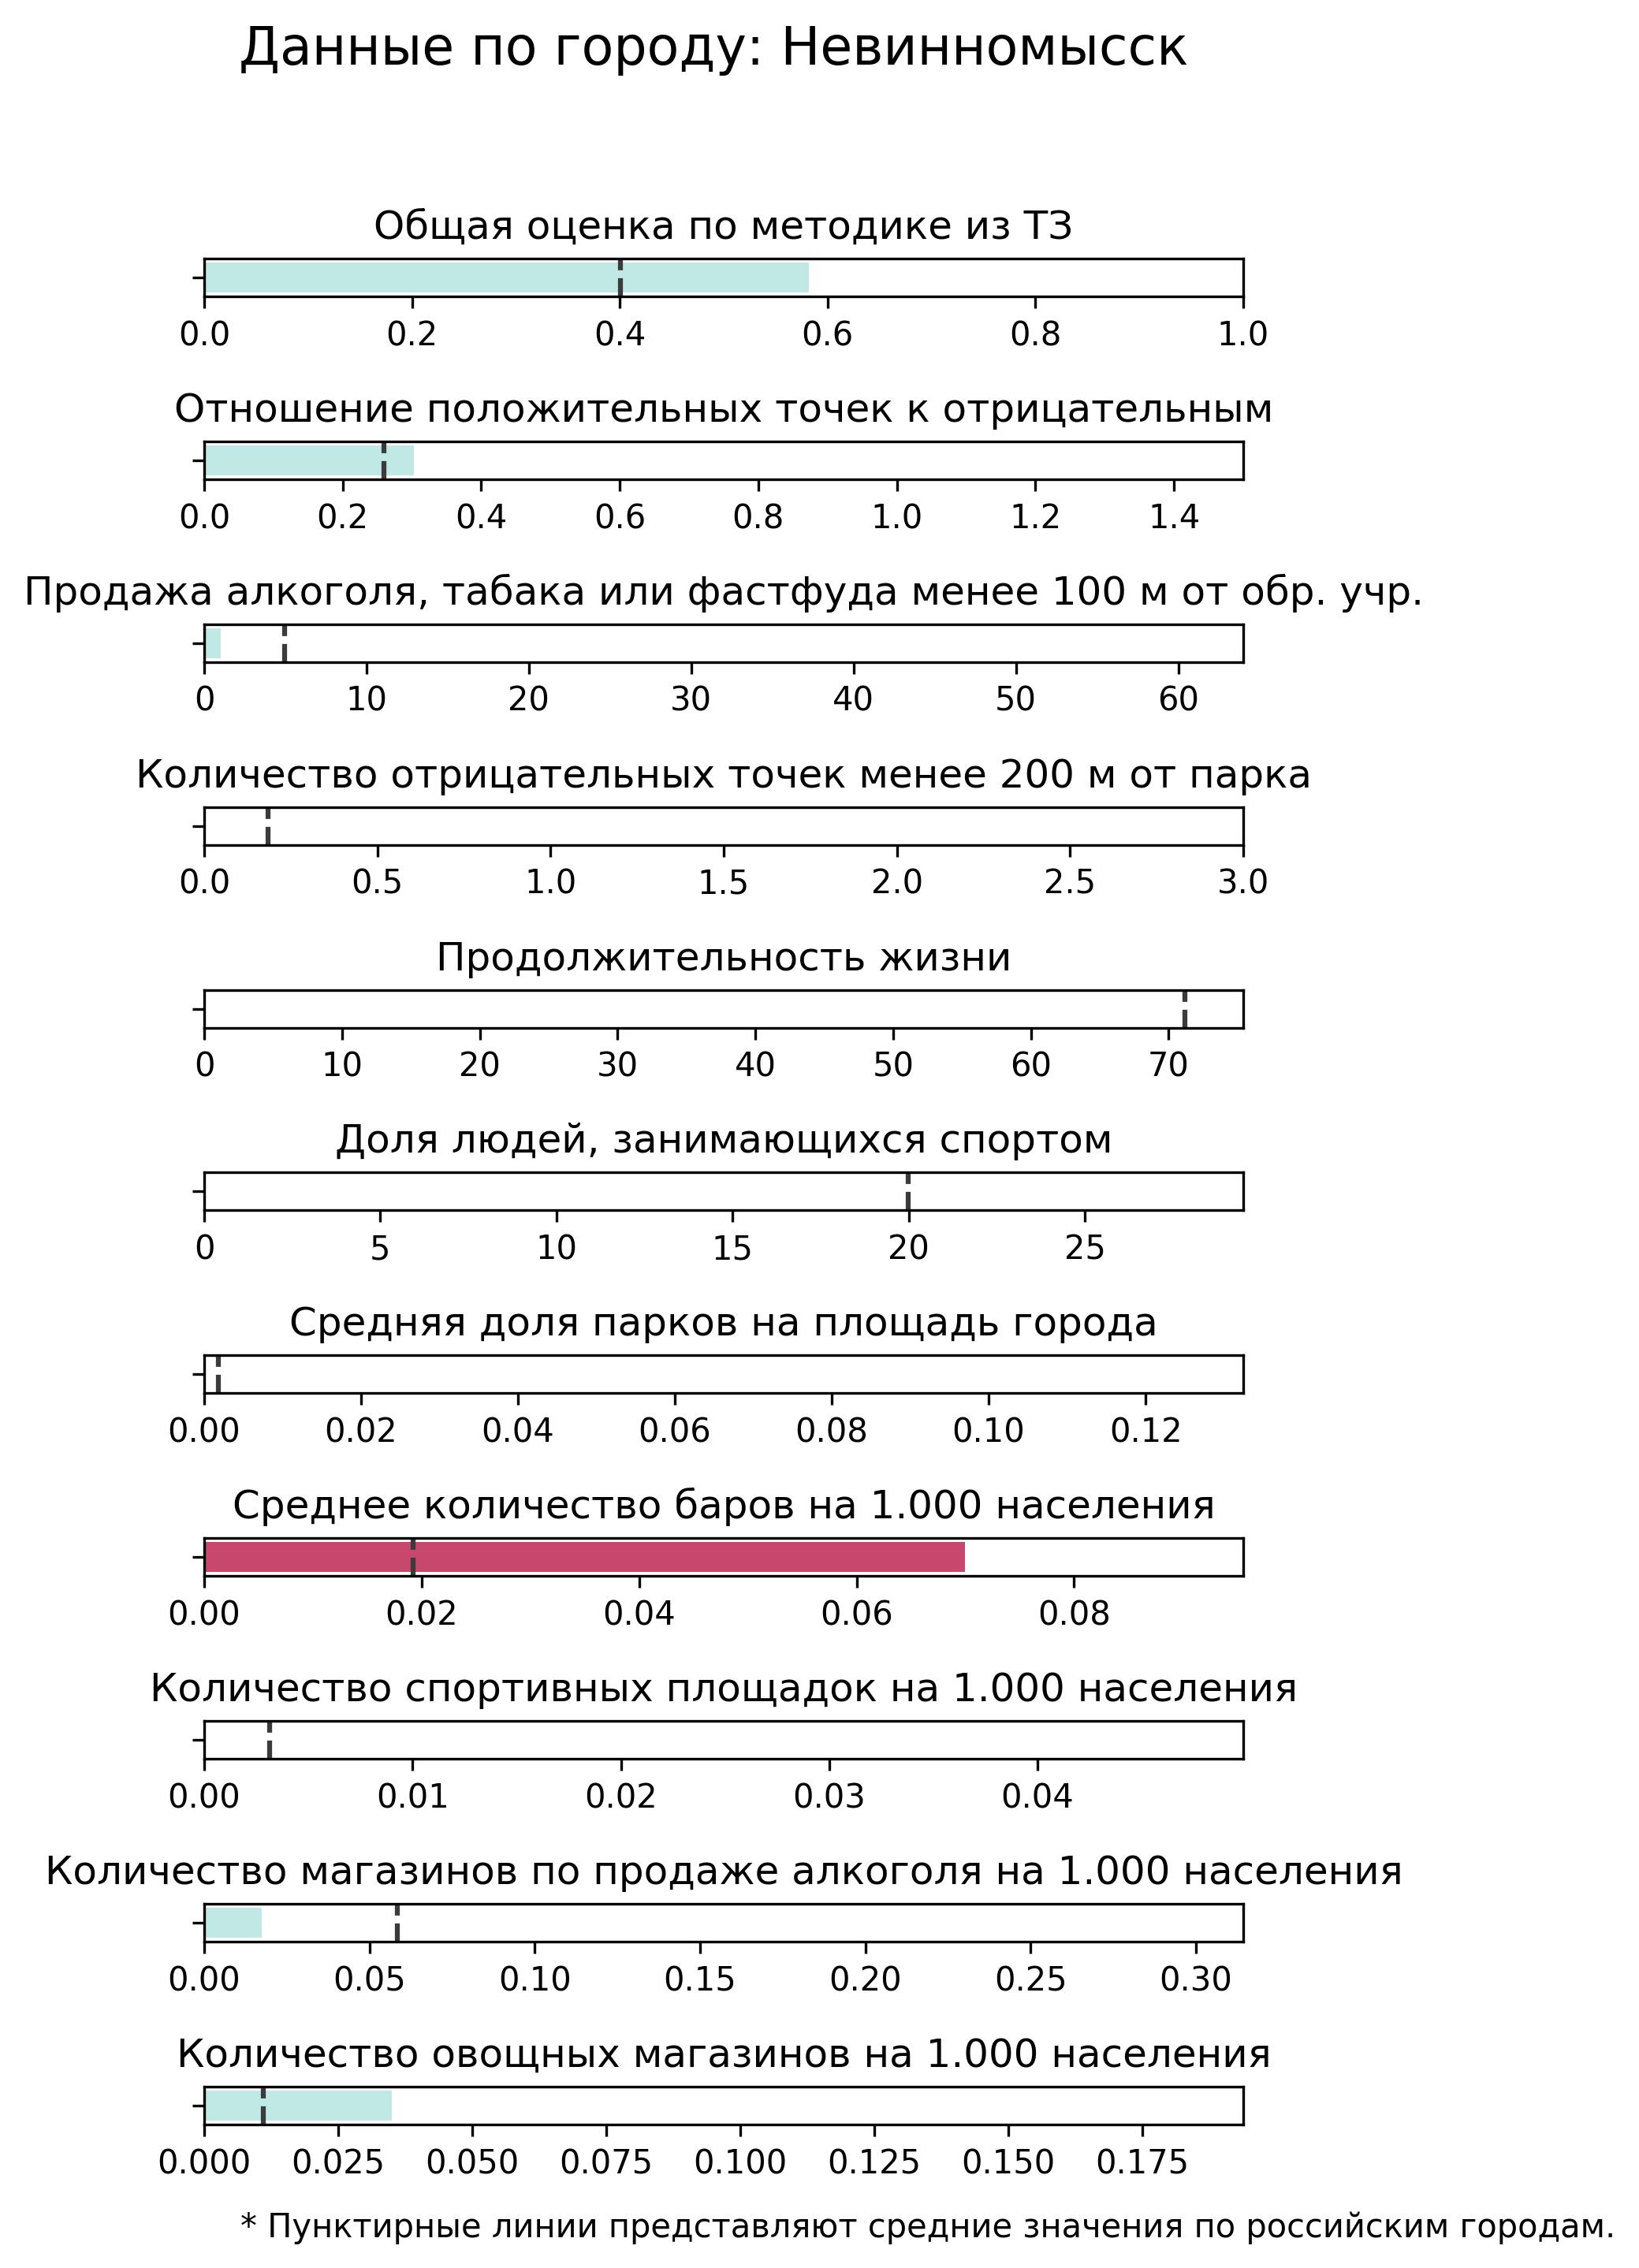 Данные по городу: Невинномысск
Общая оценка по методике из ТЗ
0.0 0.2 0.4 0.6 0.8 1.0
Отношение положительных точек к отрицательным
0.0 0.2 0.4 0.6 0.8 1.0 1.2 1.4
Продажа алкоголя, табака или фастфуда менее 100 м от обр. учр.
0 10 20 30 40 50 60
Количество отрицательных точек менее 200 м от парка
0.0 0.5 1.0 1.5 2.0 2.5 3.0
Продолжительность жизни
0 10 20 30 40 50 60 70
Доля людей, занимающихся спортом
0 5 10 15 20 25
Средняя доля парков на площадь города
0.00 0.02 0.04 0.06 0.08 0.10 0.12
Среднее количество баров на 1.000 населения
0.00 0.02 0.04 0.06 0.08
Количество спортивных площадок на 1.000 населения
0.00 0.01 0.02 0.03 0.04
Количество магазинов по продаже алкоголя на 1.000 населения
0.00 0.05 0.10 0.15 0.20 0.25 0.30
Количество овощных магазинов на 1.000 населения
0.000 0.025 0.050 0.075 0.100 0.125 0.150 0.175
* Пунктирные линии представляют средние значения по российским городам.